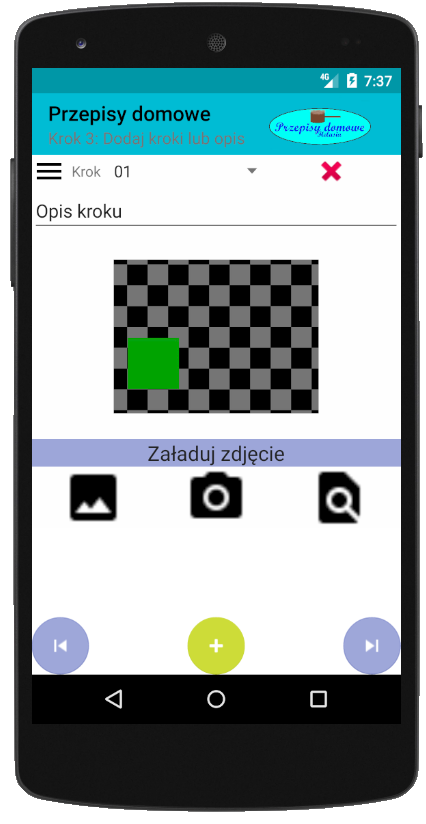 4G 7:37
Przepisy domowe
Krok 3: Dodaj kroki lub opis
Przepisy domowe
Krok 01
Opis kroku
Załaduj zdjęcie